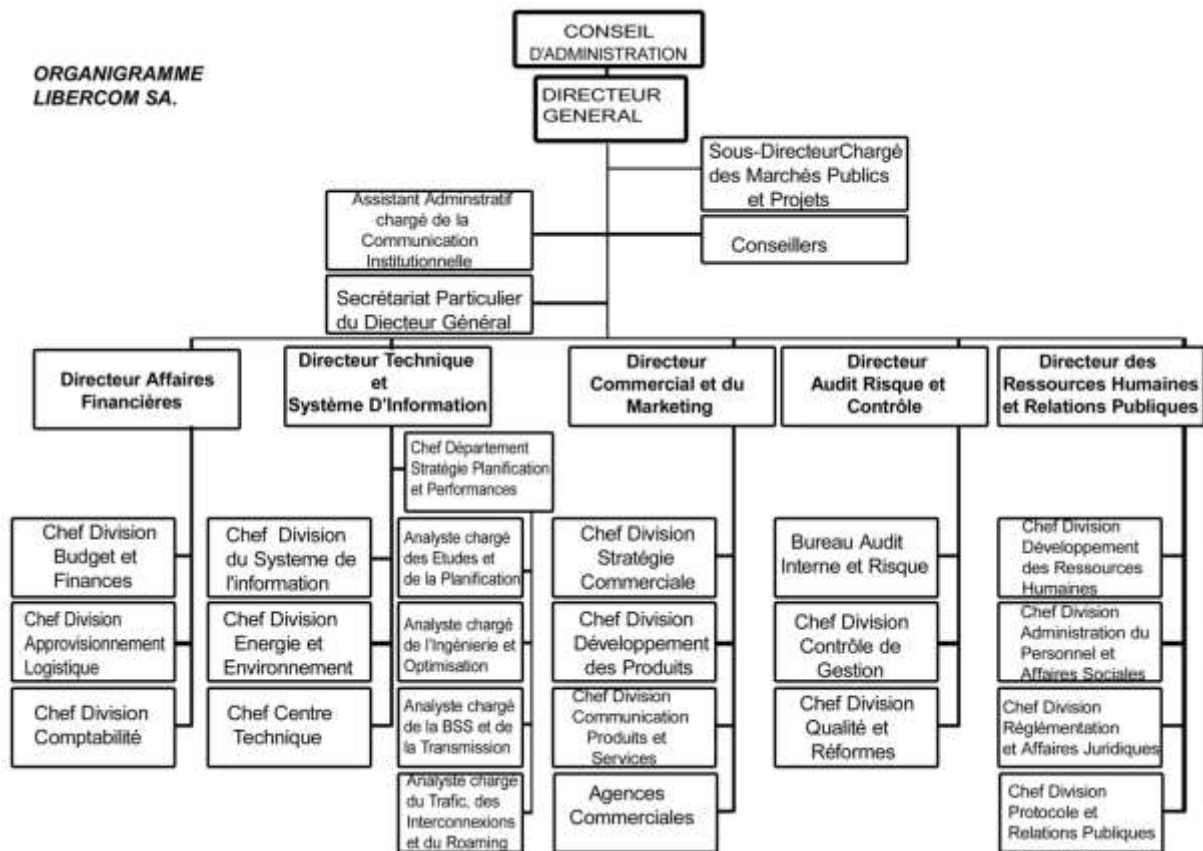 CONSEIL
D'ADMINISTRATION
ORGANIGRAMME
LIBERCOM SA.
DIRECTEUR
GENERAL
Sous-DirecteurChargé
des Marchés Publics
et Projets
Assistant Adminstratif
chargé de la
Communication
Institutionnelle
Conseillers
Secrétariat Particulier
du Diecteur Général
Directeur Affaires
Financières
Directeur Technique
et
Système D'Information
Directeur
Commercial et du
Marketing
Directeur
Audit Risque et
Contrôle
Directeur des
Ressources Humaines
et Relations Publiques
Chef Département
Stratégie Planification
et Performances
Chef Division
Budget et
Finances
Chef Division
Approvisionnement
Logistique
Chef Division
Comptabilité
Chef Division
du Systeme de
l'information
Chef Division
Energie et
Environnement
Chef Centre
Technique
Analyste chargé
des Etudes et
de la Planification
Analyste chargé
de l'Ingénierie et
Optimisation
Analyste chargé
de la BSS et de
la Transmission
Analyste chargé
du Trafic, des
Interconnexions
et du Roaming
Chef Division
Stratégie
Commerciale
Chef Division
Développement
des Produits
Chef Division
Communication
Produits et
Services
Agences
Commerciales
Bureau Audit
Interne et Risque
Chef Division
Contrôle de
Gestion
Chef Division
Qualité et
Réformes
Chef Division
Développement
des Ressources
Humaines
Chef Division
Administration du
Personnel et
Affaires Sociales
Chef Division
Réglémentation
et Affaires Juridiques
Chef Division
Protocole et
Relations Publiques